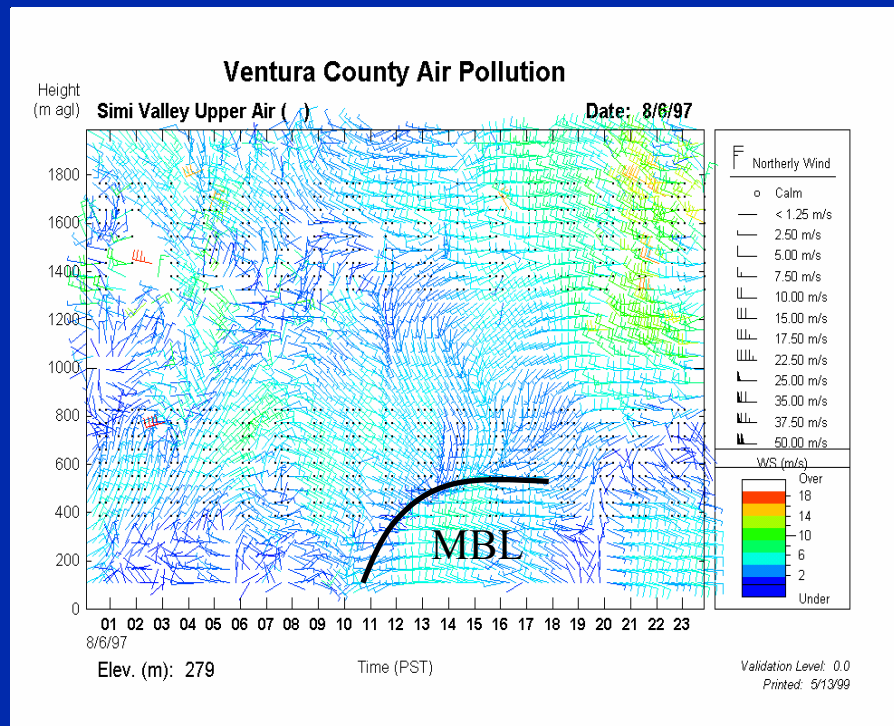 Ventura County Air Pollution
Height
(m agl)
Simi Valley Upper Air (   )
Date: 8/6/97
1800
1600
1400
1200
1000
800
600
400
200
0
MBL
01 02 03 04 05 06 07 08 09 10 11 12 13 14 15 16 17 18 19 20 21 22 23
8/6/97
Elev. (m): 279
Time (PST)
Northerly Wind
Calm
< 1.25 m/s
2.50 m/s
5.00 m/s
7.50 m/s
10.00 m/s
15.00 m/s
17.50 m/s
22.50 m/s
25.00 m/s
35.00 m/s
37.50 m/s
50.00 m/s
WS (m/s)
Over
18
14
10
6
2
Under
Validation Level: 0.0
Printed: 5/13/99